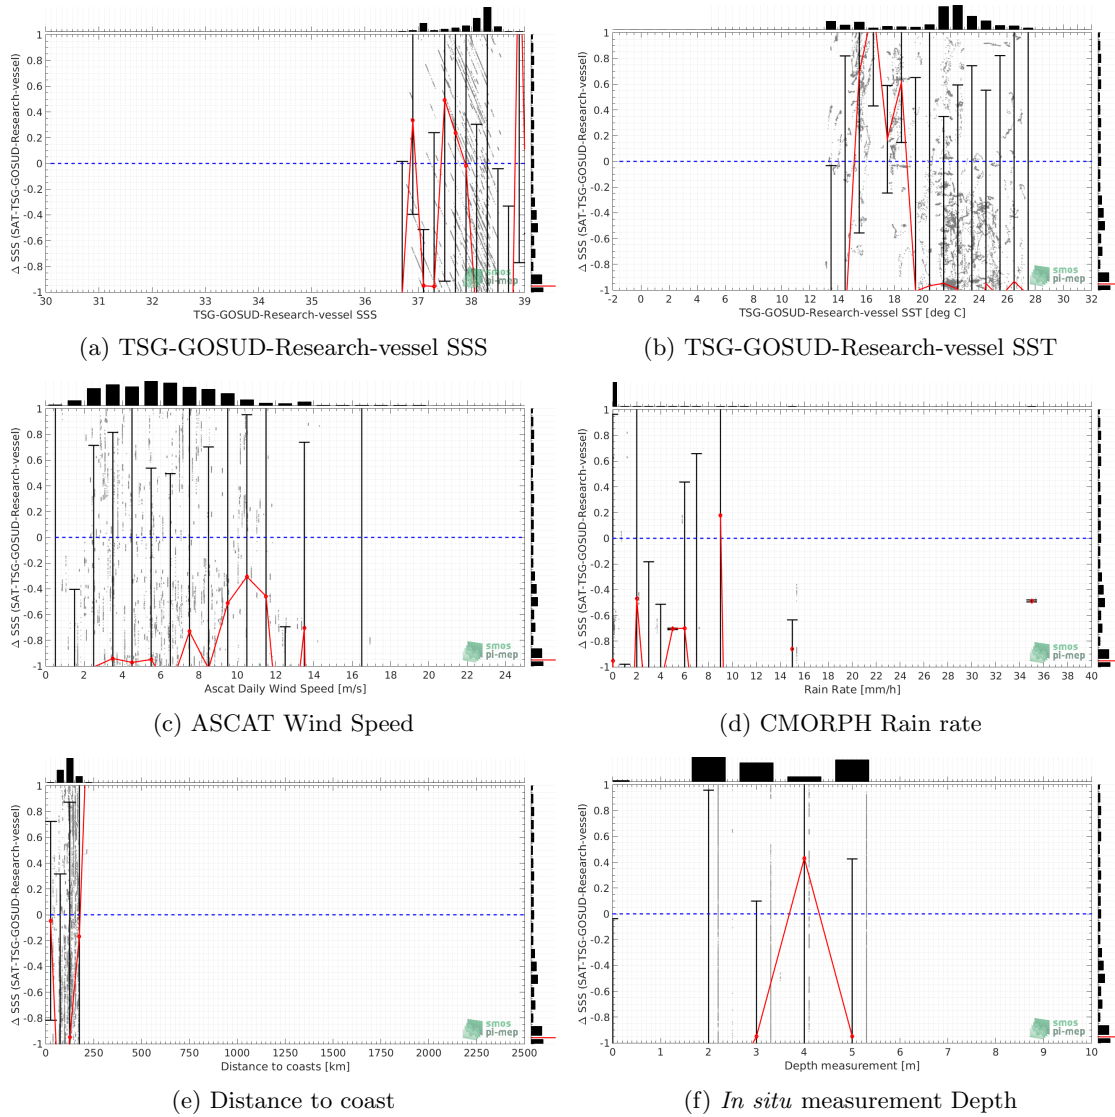 Δ SSS (SAT-TSG-GOSUD-Research-vessel)
1
0.8
0.6
0.4
0.2
0
-0.2
-0.4
-0.6
-0.8
-1
smos
pi-mep
30 31 32 33 34 35 36 37 38 39
TSG-GOSUD-Research-vessel SSS
(a) TSG-GOSUD-Research-vessel SSS
Δ SSS (SAT-TSG-GOSUD-Research-vessel)
1
0.8
0.6
0.4
0.2
0
-0.2
-0.4
-0.6
-0.8
-1
smos
pi-mep
-2 0 2 4 6 8 10 12 14 16 18 20 22 24 26 28 30 32
TSG-GOSUD-Research-vessel SST [deg C]
(b) TSG-GOSUD-Research-vessel SST
Δ SSS (SAT-TSG-GOSUD-Research-vessel)
1
0.8
0.6
0.4
0.2
0
-0.2
-0.4
-0.6
-0.8
-1
smos
pi-mep
0 2 4 6 8 10 12 14 16 18 20 22 24
Ascat Daily Wind Speed [m/s]
(c) ASCAT Wind Speed
Δ SSS (SAT-TSG-GOSUD-Research-vessel)
1
0.8
0.6
0.4
0.2
0
-0.2
-0.4
-0.6
-0.8
-1
smos
pi-mep
0 2 4 6 8 10 12 14 16 18 20 22 24 26 28 30 32 34 36 38 40
Rain Rate [mm/h]
(d) CMORPH Rain rate
Δ SSS (SAT-TSG-GOSUD-Research-vessel)
1
0.8
0.6
0.4
0.2
0
-0.2
-0.4
-0.6
-0.8
-1
smos
pi-mep
0 250 500 750 1000 1250 1500 1750 2000 2250 2500
Distance to coasts [km]
(e) Distance to coast
Δ SSS (SAT-TSG-GOSUD-Research-vessel)
1
0.8
0.6
0.4
0.2
0
-0.2
-0.4
-0.6
-0.8
-1
smos
pi-mep
0 1 2 3 4 5 6 7 8 9 10
Depth measurement [m]
(f) In situ measurement Depth